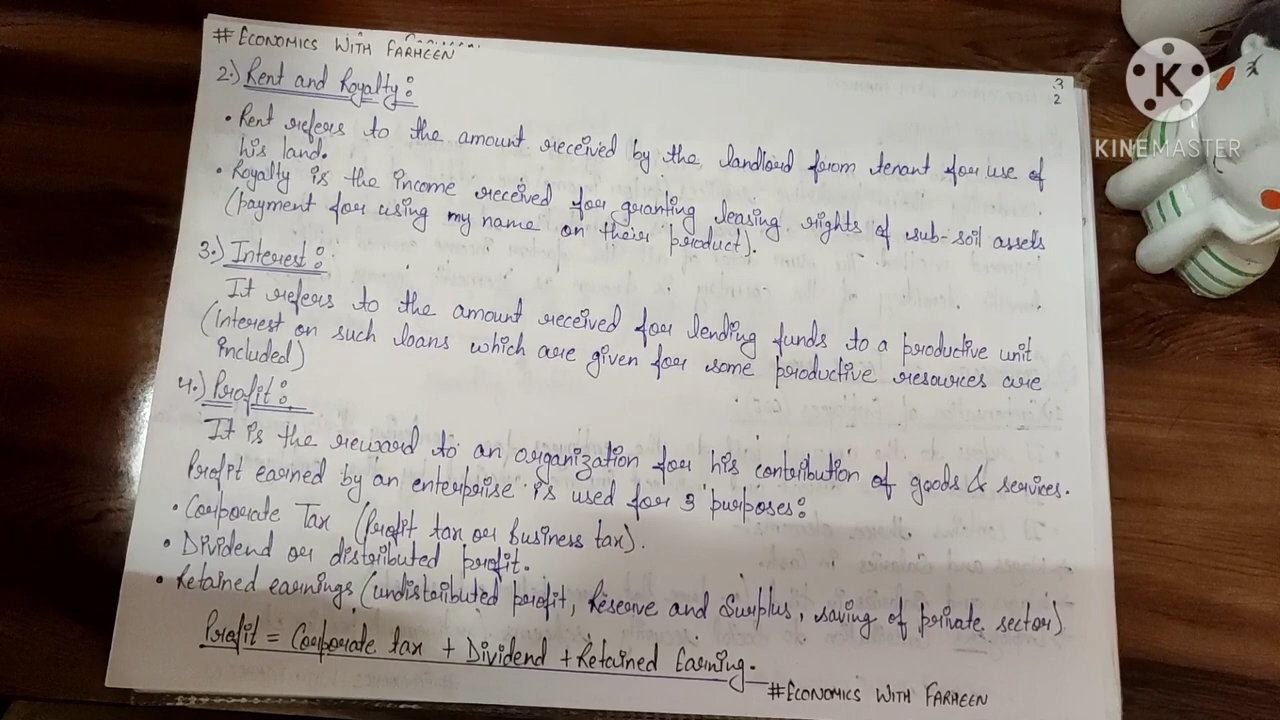 #ECONOMICS WITH FARHEEN
3
2
2.) Rent and Royalty:
• Rent refers to the amount received by the landlord from tenant for use of
his land.
• Royalty is the income received for granting leasing rights of sub-soil assets
(payment for using my name on their product).
3.) Interest:
It refers to the amount received for lending funds to a productive unit
(interest on such loans which are given for some productive resources are
included)
4.) Profit:
It is the reward to an organization for his contribution of goods & services.
Profit earned by an enterprise is used for 3 purposes:
• Corporate Tax (Profit tax or business tax).
• Dividend or distributed profit.
• Retained earnings (undistributed profit, Reserve and Surplus, saving of private sector)
Profit = Corporate tax + Dividend + Retained Earning.
#ECONOMICS WITH FARHEEN
K
KINEMASTER